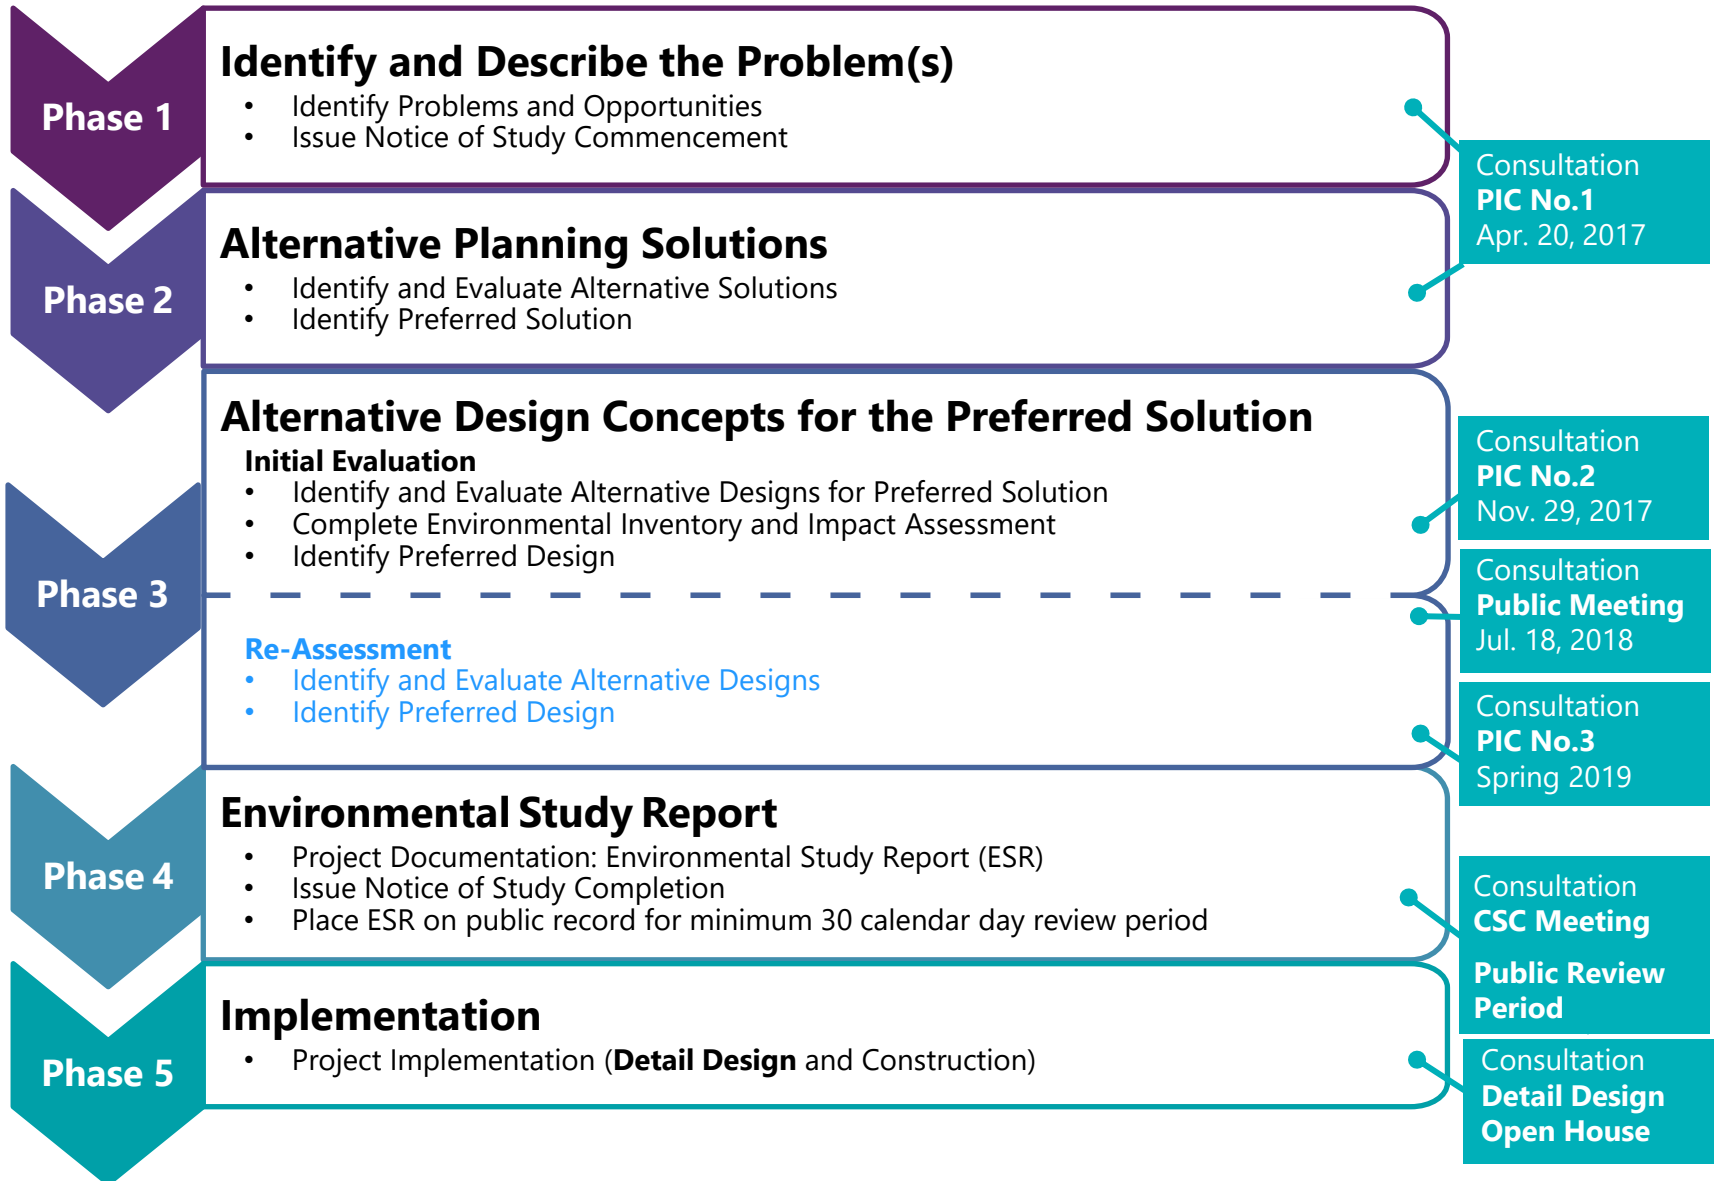 Phase 1
Identify and Describe the Problem(s)
• Identify Problems and Opportunities
• Issue Notice of Study Commencement
Consultation
PIC No.1
Apr. 20, 2017
Phase 2
Alternative Planning Solutions
• Identify and Evaluate Alternative Solutions
• Identify Preferred Solution
Phase 3
Alternative Design Concepts for the Preferred Solution
Initial Evaluation
• Identify and Evaluate Alternative Designs for Preferred Solution
• Complete Environmental Inventory and Impact Assessment
• Identify Preferred Design
Consultation
PIC No.2
Nov. 29, 2017
Consultation
Public Meeting
Jul. 18, 2018
Re-Assessment
• Identify and Evaluate Alternative Designs
• Identify Preferred Design
Consultation
PIC No.3
Spring 2019
Phase 4
Environmental Study Report
• Project Documentation: Environmental Study Report (ESR)
• Issue Notice of Study Completion
• Place ESR on public record for minimum 30 calendar day review period
Consultation
CSC Meeting
Public Review
Period
Phase 5
Implementation
• Project Implementation (Detail Design and Construction)
Consultation
Detail Design
Open House